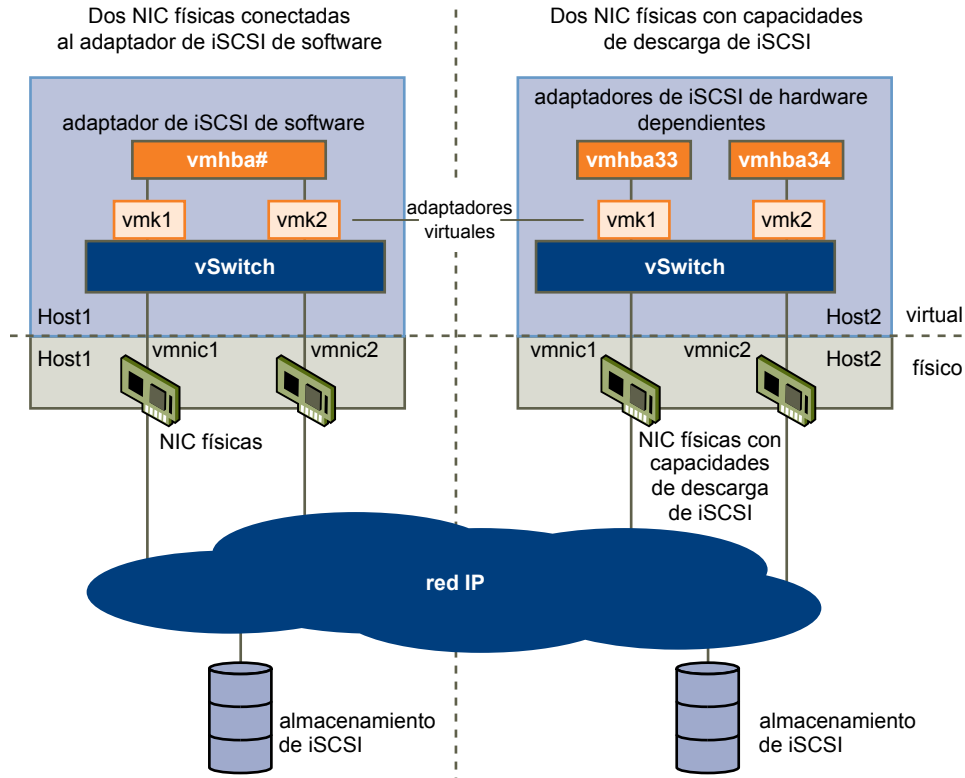 Dos NIC físicas conectadas
al adaptador de iSCSI de software
Dos NIC físicas con capacidades
de descarga de iSCSI
adaptador de iSCSI de software
vmhba#
vmk1
vmk2
vSwitch
Host1
adaptadores
virtuales
adaptadores de iSCSI de hardware
dependientes
vmhba33
vmhba34
vmk1
vmk2
vSwitch
Host2
virtual
Host1
vmnic1
vmnic2
NIC físicas
vmnic1
vmnic2
Host2
físico
NIC físicas con
capacidades
de descarga
de iSCSI
red IP
almacenamiento
de iSCSI
almacenamiento
de iSCSI